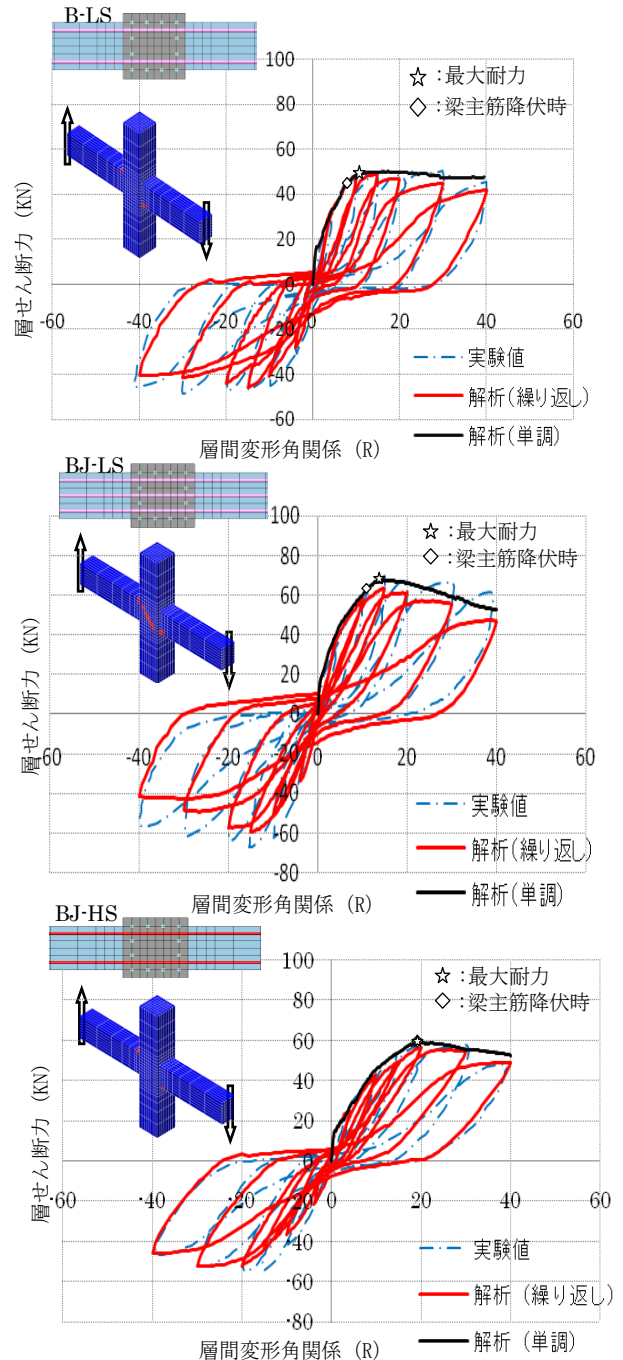 B-LS
100
80
60
40
20
0
-20
-40
-60
-60
-40
-20
0
20
40
60
☆:最大耐力
◇:梁主筋降伏時
層せん断力 (KN)
実験値
解析(繰り返し)
解析(単調)
層間変形角関係 (R)
BJ-LS
100
80
60
40
20
0
-20
-40
-60
-80
-60
-40
-20
0
20
40
60
☆:最大耐力
◇:梁主筋降伏時
層せん断力 (KN)
実験値
解析(繰り返し)
解析(単調)
層間変形角関係 (R)
BJ-HS
100
80
60
40
20
0
-20
-40
-60
-80
-60
-40
-20
0
20
40
60
☆:最大耐力
◇:梁主筋降伏時
層せん断力 (KN)
実験値
解析 (繰り返し)
解析 (単調)
層間変形角関係 (R)